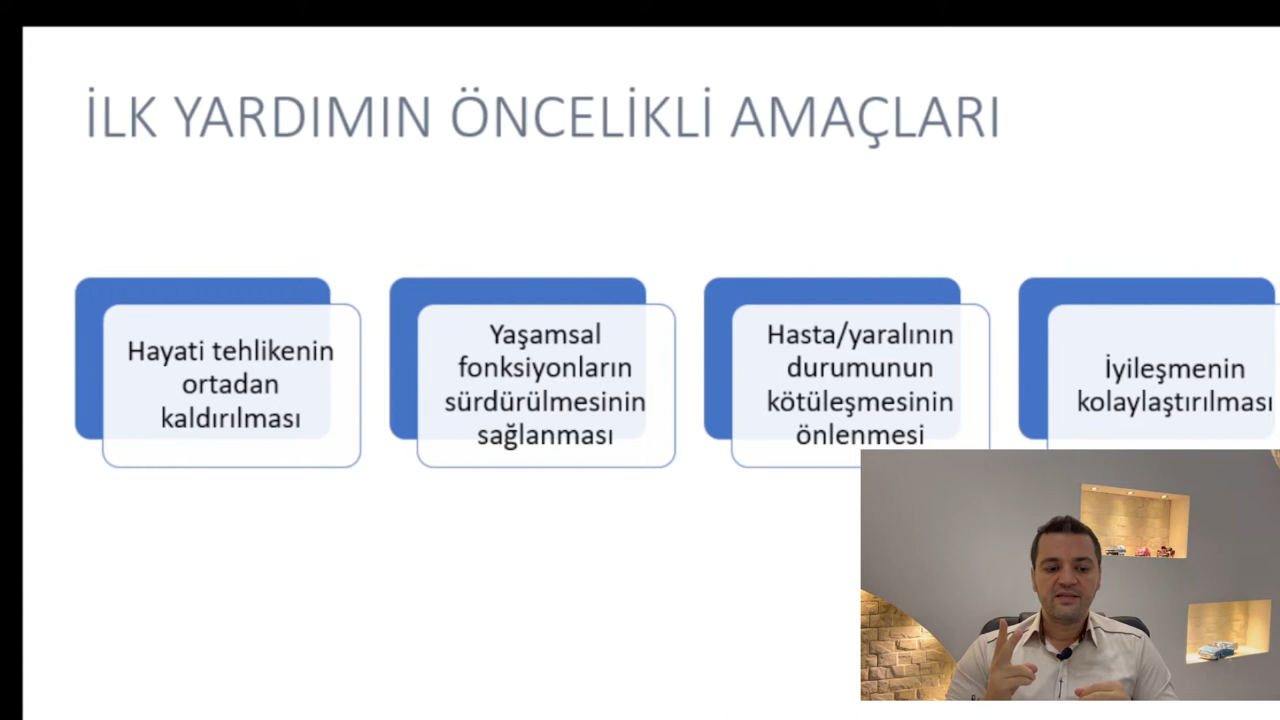 İLK YARDIMIN ÖNCELİKLİ AMAÇLARI
Hayati tehlikenin
ortadan
kaldırılması
Yaşamsal
fonksiyonların
sürdürülmesinin
sağlanması
Hasta/yaralının
durumunun
kötüleşmesinin
önlenmesi
İyileşmenin
kolaylaştırılması